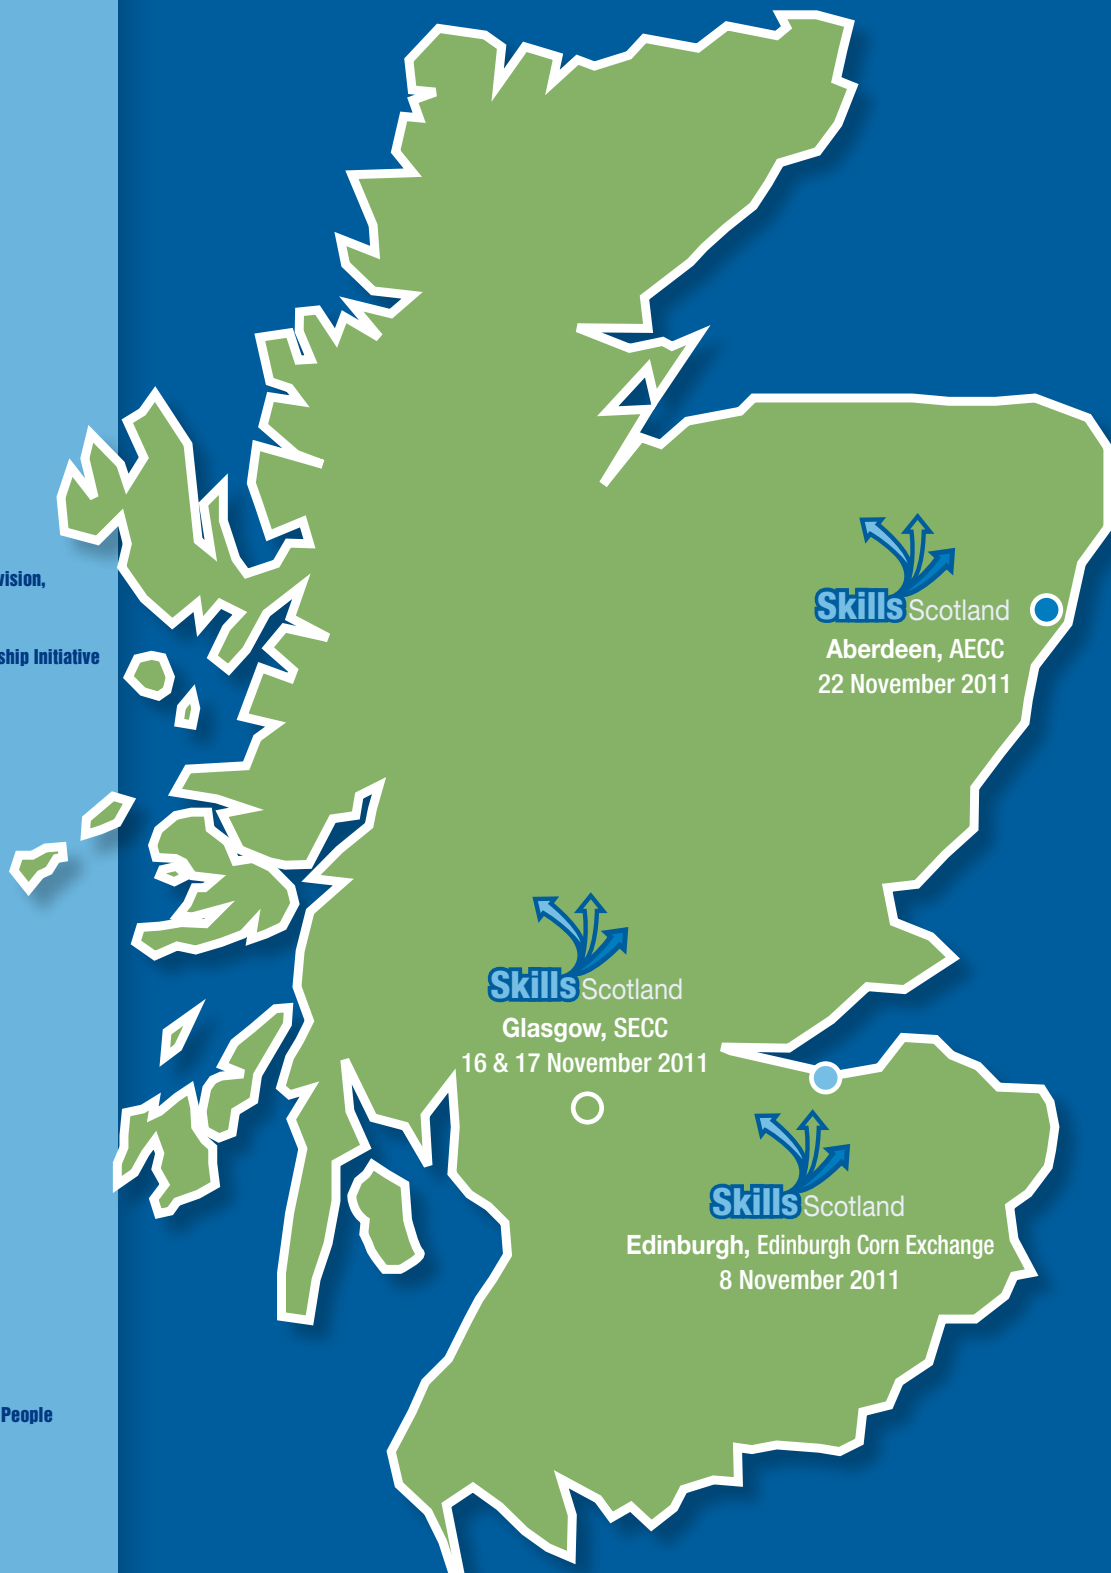 vision,
ship Initiative
People
Skills Scotland
Aberdeen, AECC
22 November 2011
Skills Scotland
Glasgow, SECC
16 & 17 November 2011
Skills Scotland
Edinburgh, Edinburgh Corn Exchange
8 November 2011